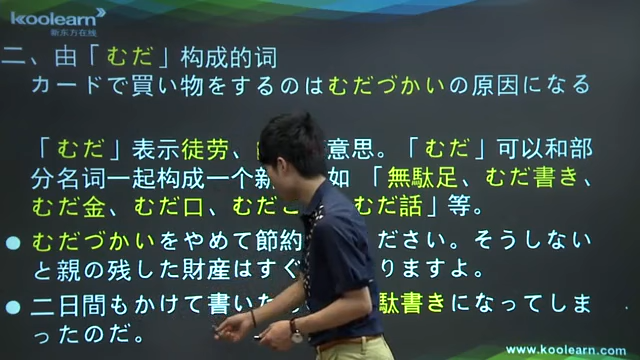 koolearn
新东方在线
二、由「むだ」构成的词
カードで買い物をするのはむだづかいの原因になる
「むだ」表示徒劳、 意思。「むだ」可以和部
分名词一起构成一个新 如「無駄足、むだ書き、
むだ金、むだ口、むだ むだ話」等。
● むだづかいをやめて節約 ださい。そうしない
と親の残した財産はすぐ りますよ。
● 二日間もかけて書いた 駄書きになってしま
ったのだ。
www.koolearn.com